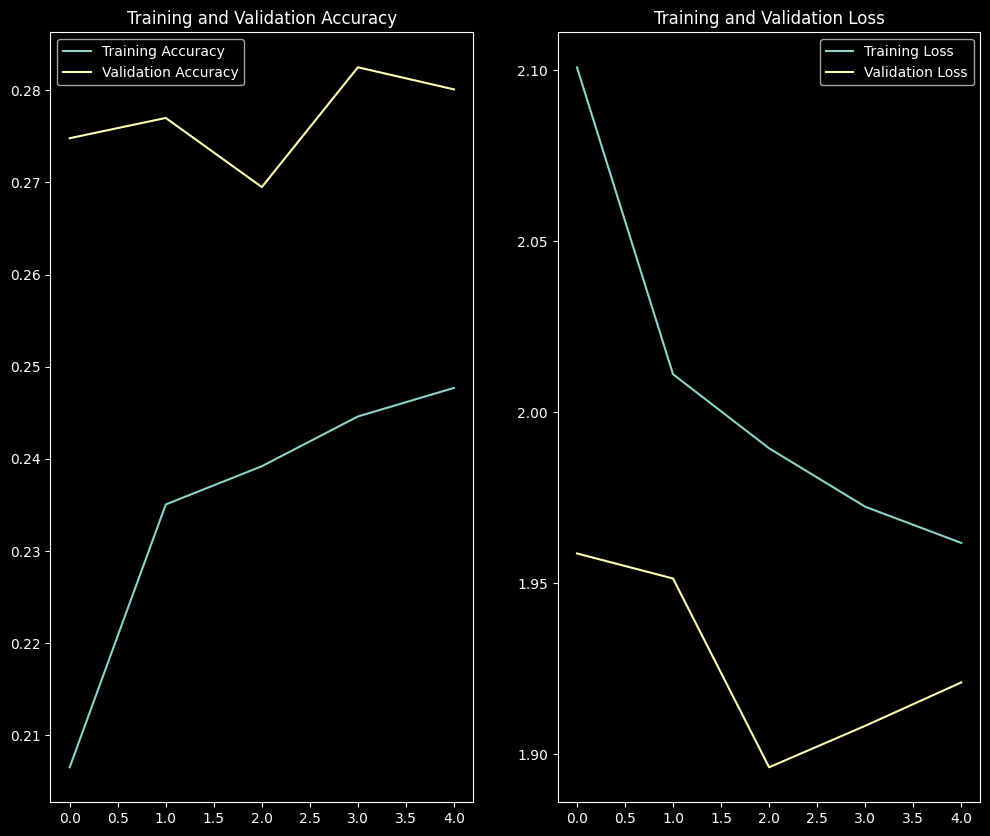 Training and Validation Accuracy
Training Accuracy
Validation Accuracy
0.28
0.27
0.26
0.25
0.24
0.23
0.22
0.21
0.0 0.5 1.0 1.5 2.0 2.5 3.0 3.5 4.0
Training and Validation Loss
Training Loss
Validation Loss
2.10
2.05
2.00
1.95
1.90
0.0 0.5 1.0 1.5 2.0 2.5 3.0 3.5 4.0